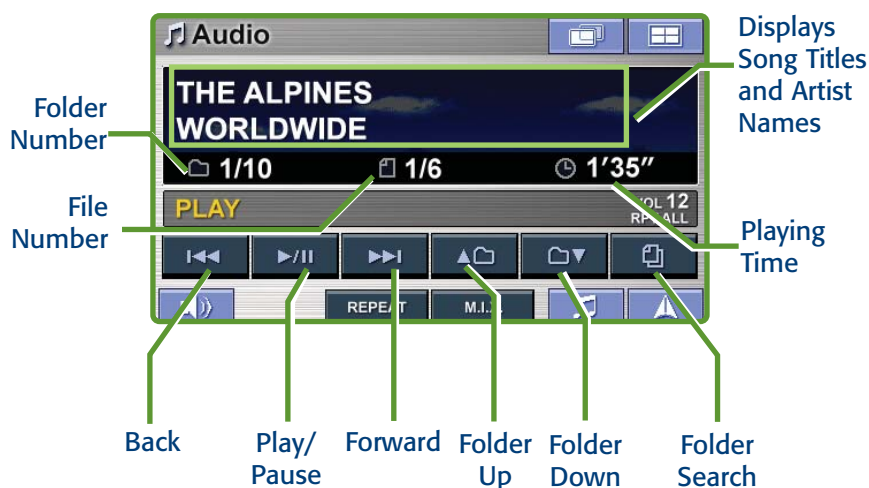 Audio
THE ALPINES
WORLDWIDE
1/10
1/6
1'35"
PLAY
12
REPEAT
Displays
Song Titles
and Artist
Names
Folder
Number
File
Number
Playing
Time
Back
Play/
Pause
Forward
Folder
Up
Folder
Down
Folder
Search